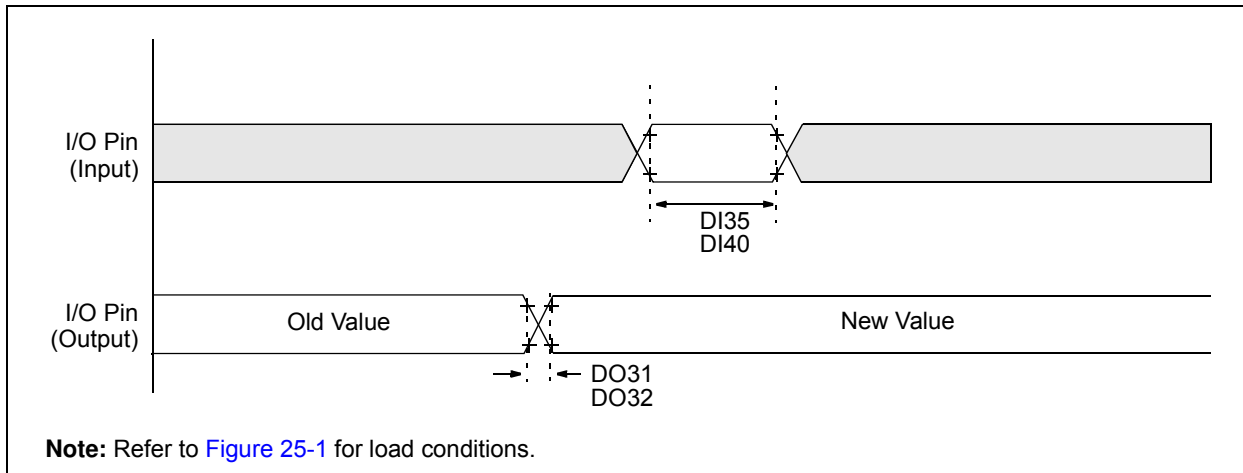 I/O Pin
(Input)
DI35
DI40
I/O Pin
(Output)
Old Value
New Value
DO31
DO32
Note: Refer to Figure 25-1 for load conditions.